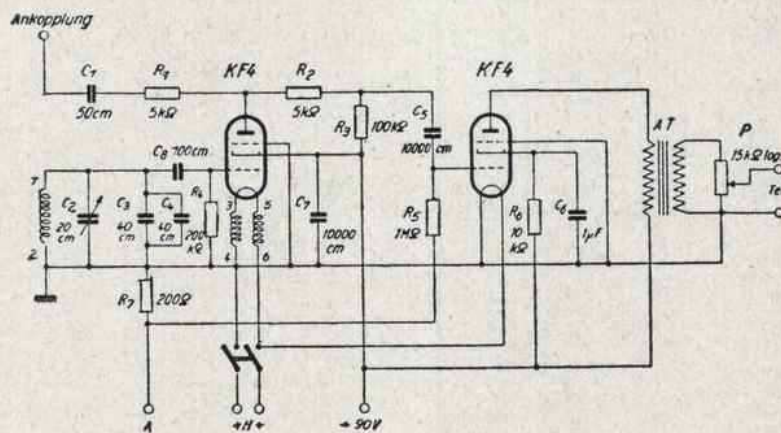 Ankopplung
C1
50cm
R1
5kΩ
KF4
R2
5kΩ
R3
100kΩ
C5
10000 cm
KF4
AT
P
15kΩ log
Te
1
2
C2
20
cm
C3
40
cm
C4
40
cm
C8 100cm
R4
200
kΩ
3
5
4
6
C7
10000
cm
R5
1MΩ
R6
10
kΩ
C6
1μF
R7
200Ω
A
+H+
+90V